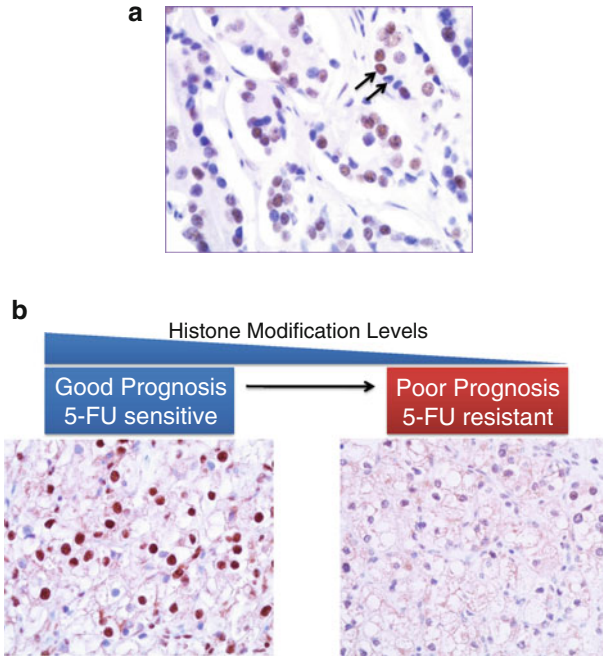 a
b
Histone Modification Levels
Good Prognosis
5-FU sensitive
Poor Prognosis
5-FU resistant